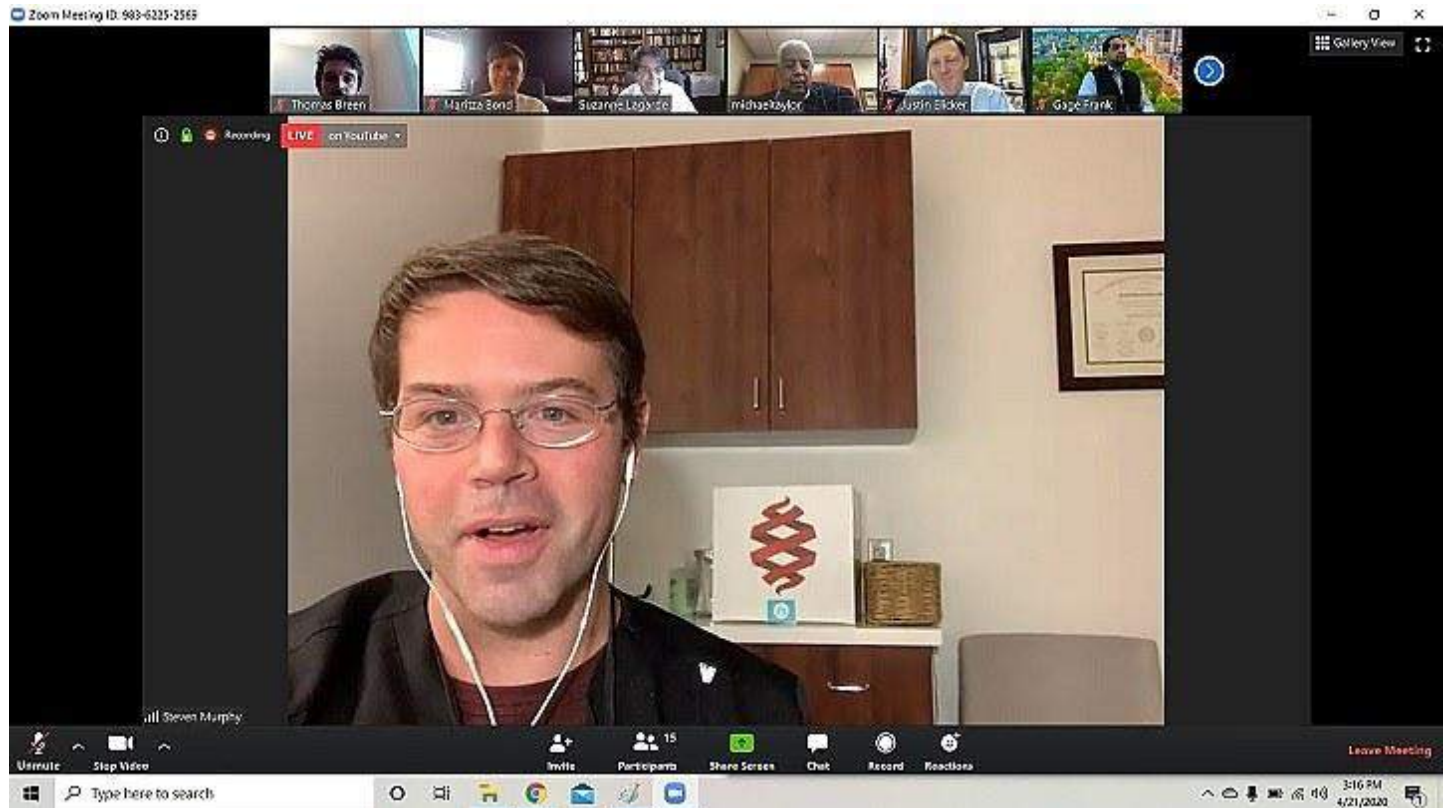 Zoom Meeting ID: 983-6225-2569
Gallery View
Thomas Breen
Maritza Bond
Suzanne Lagarde
michaeltaylor
Justin Elicker
Gage Frank
Recording
LIVE on YouTube
Steven Murphy
Unmute
Stop Video
Invite
Participants 15
Share Screen
Chat
Record
Reactions
Leave Meeting
Type here to search
3:16 PM
4/21/2020